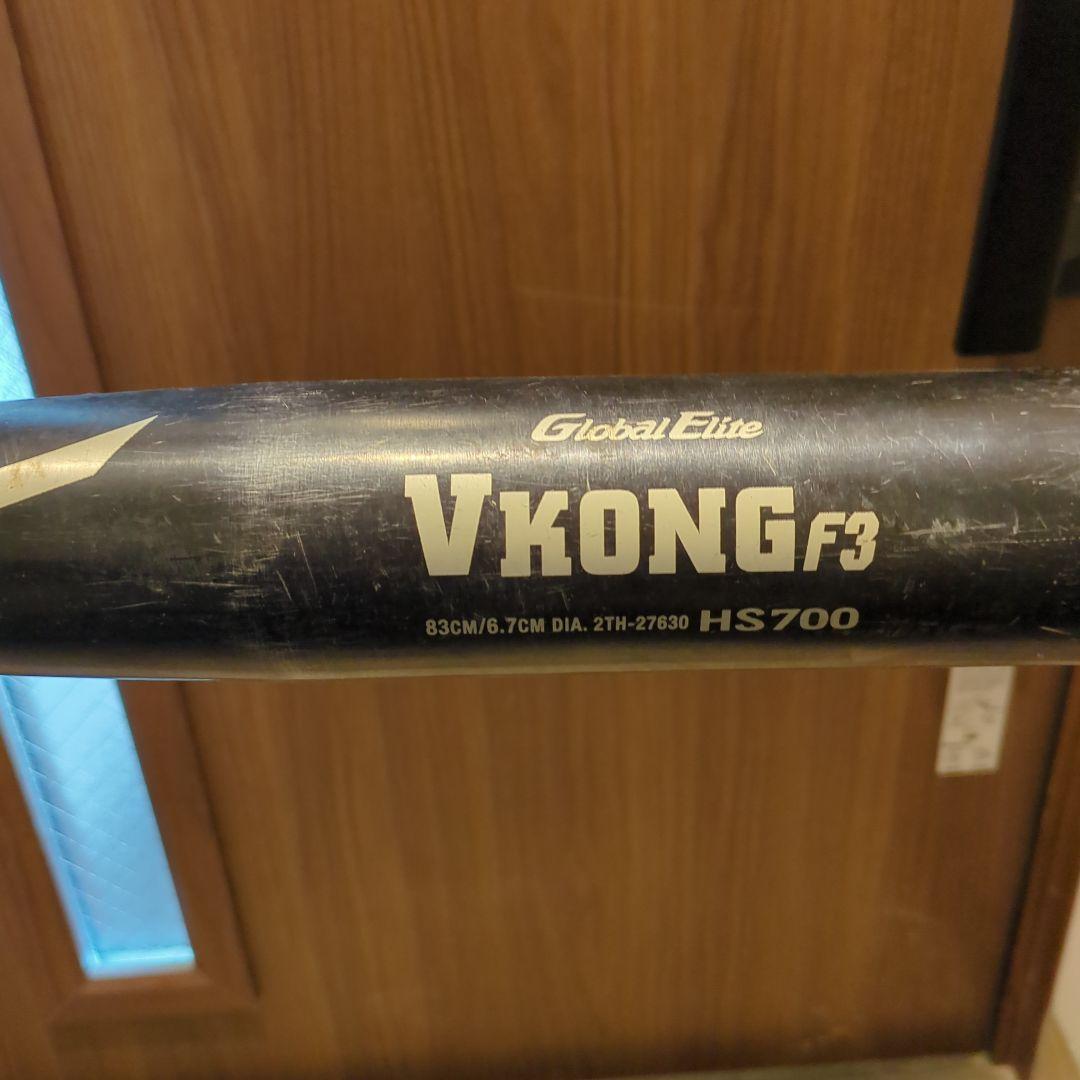 Global Elite
VKONG F3
83CM/6.7CM DIA. 2TH-27630 HS700